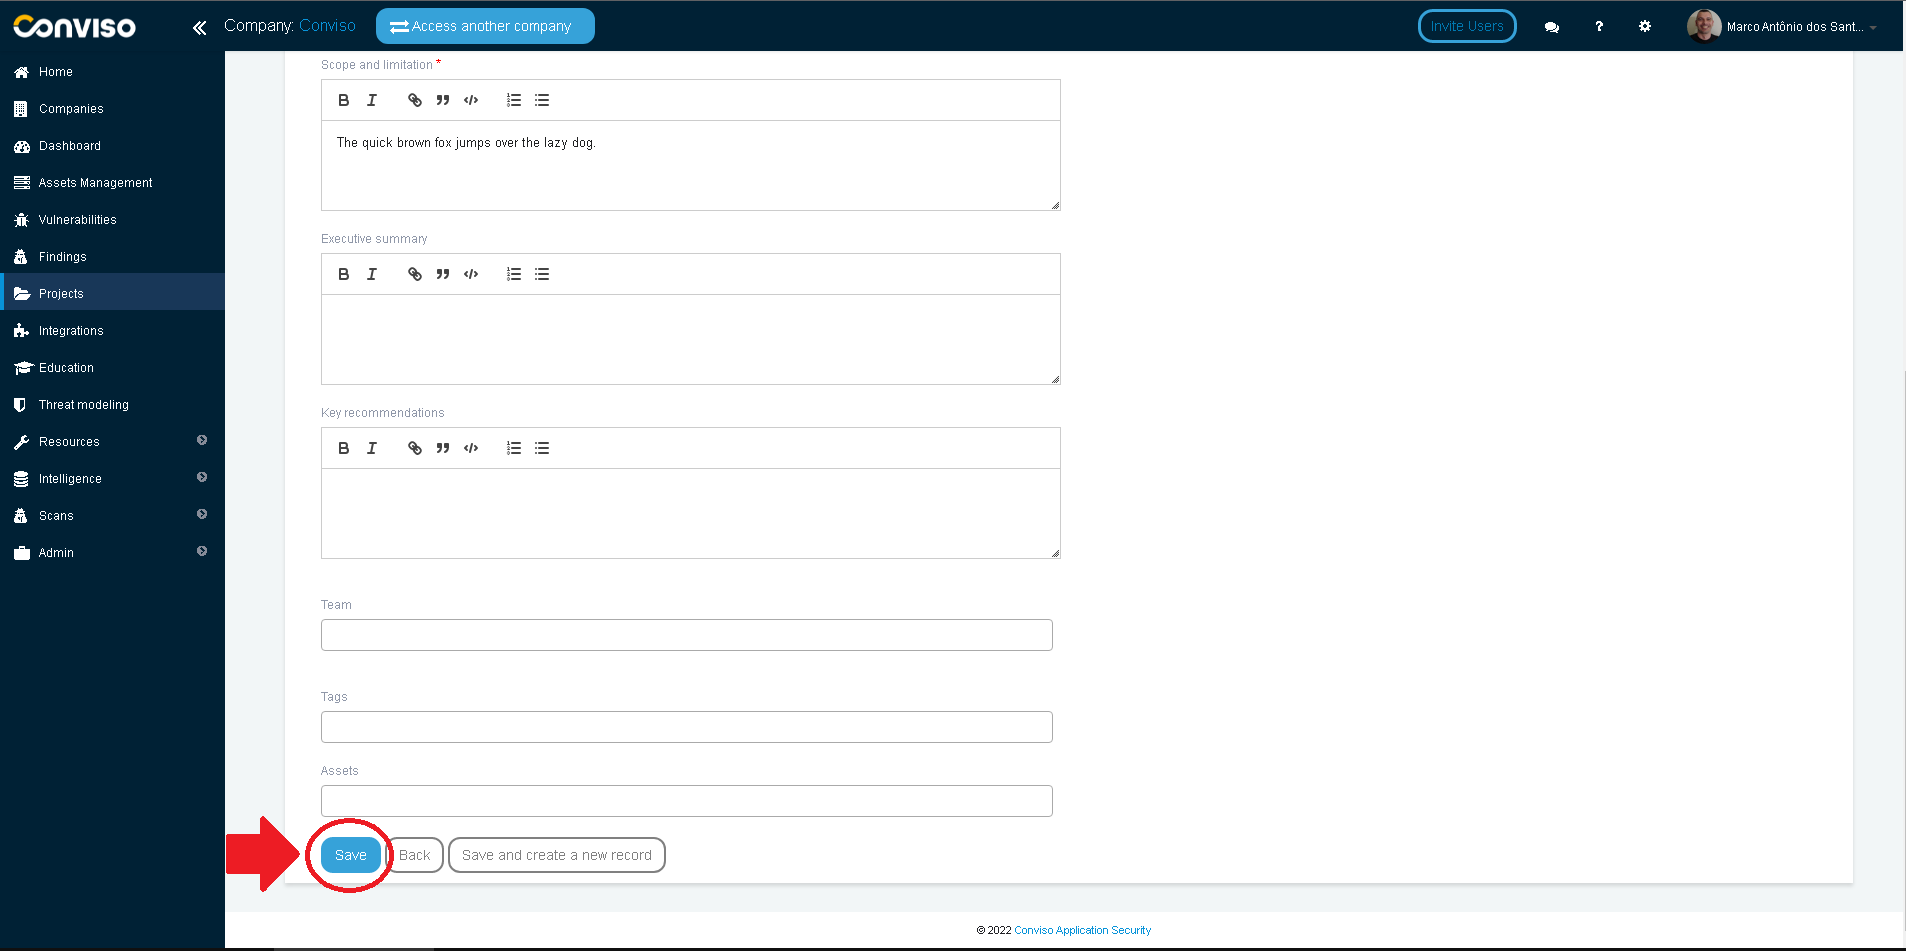 Conviso
Company: Conviso
Access another company
Invite Users
?
Marco Antônio dos Sant...
Home
Companies
Dashboard
Assets Management
Vulnerabilities
Findings
Projects
Integrations
Education
Threat modeling
Resources
Intelligence
Scans
Admin
Scope and limitation *
The quick brown fox jumps over the lazy dog.
Executive summary
Key recommendations
Team
Tags
Assets
Save
Back
Save and create a new record
© 2022 Conviso Application Security